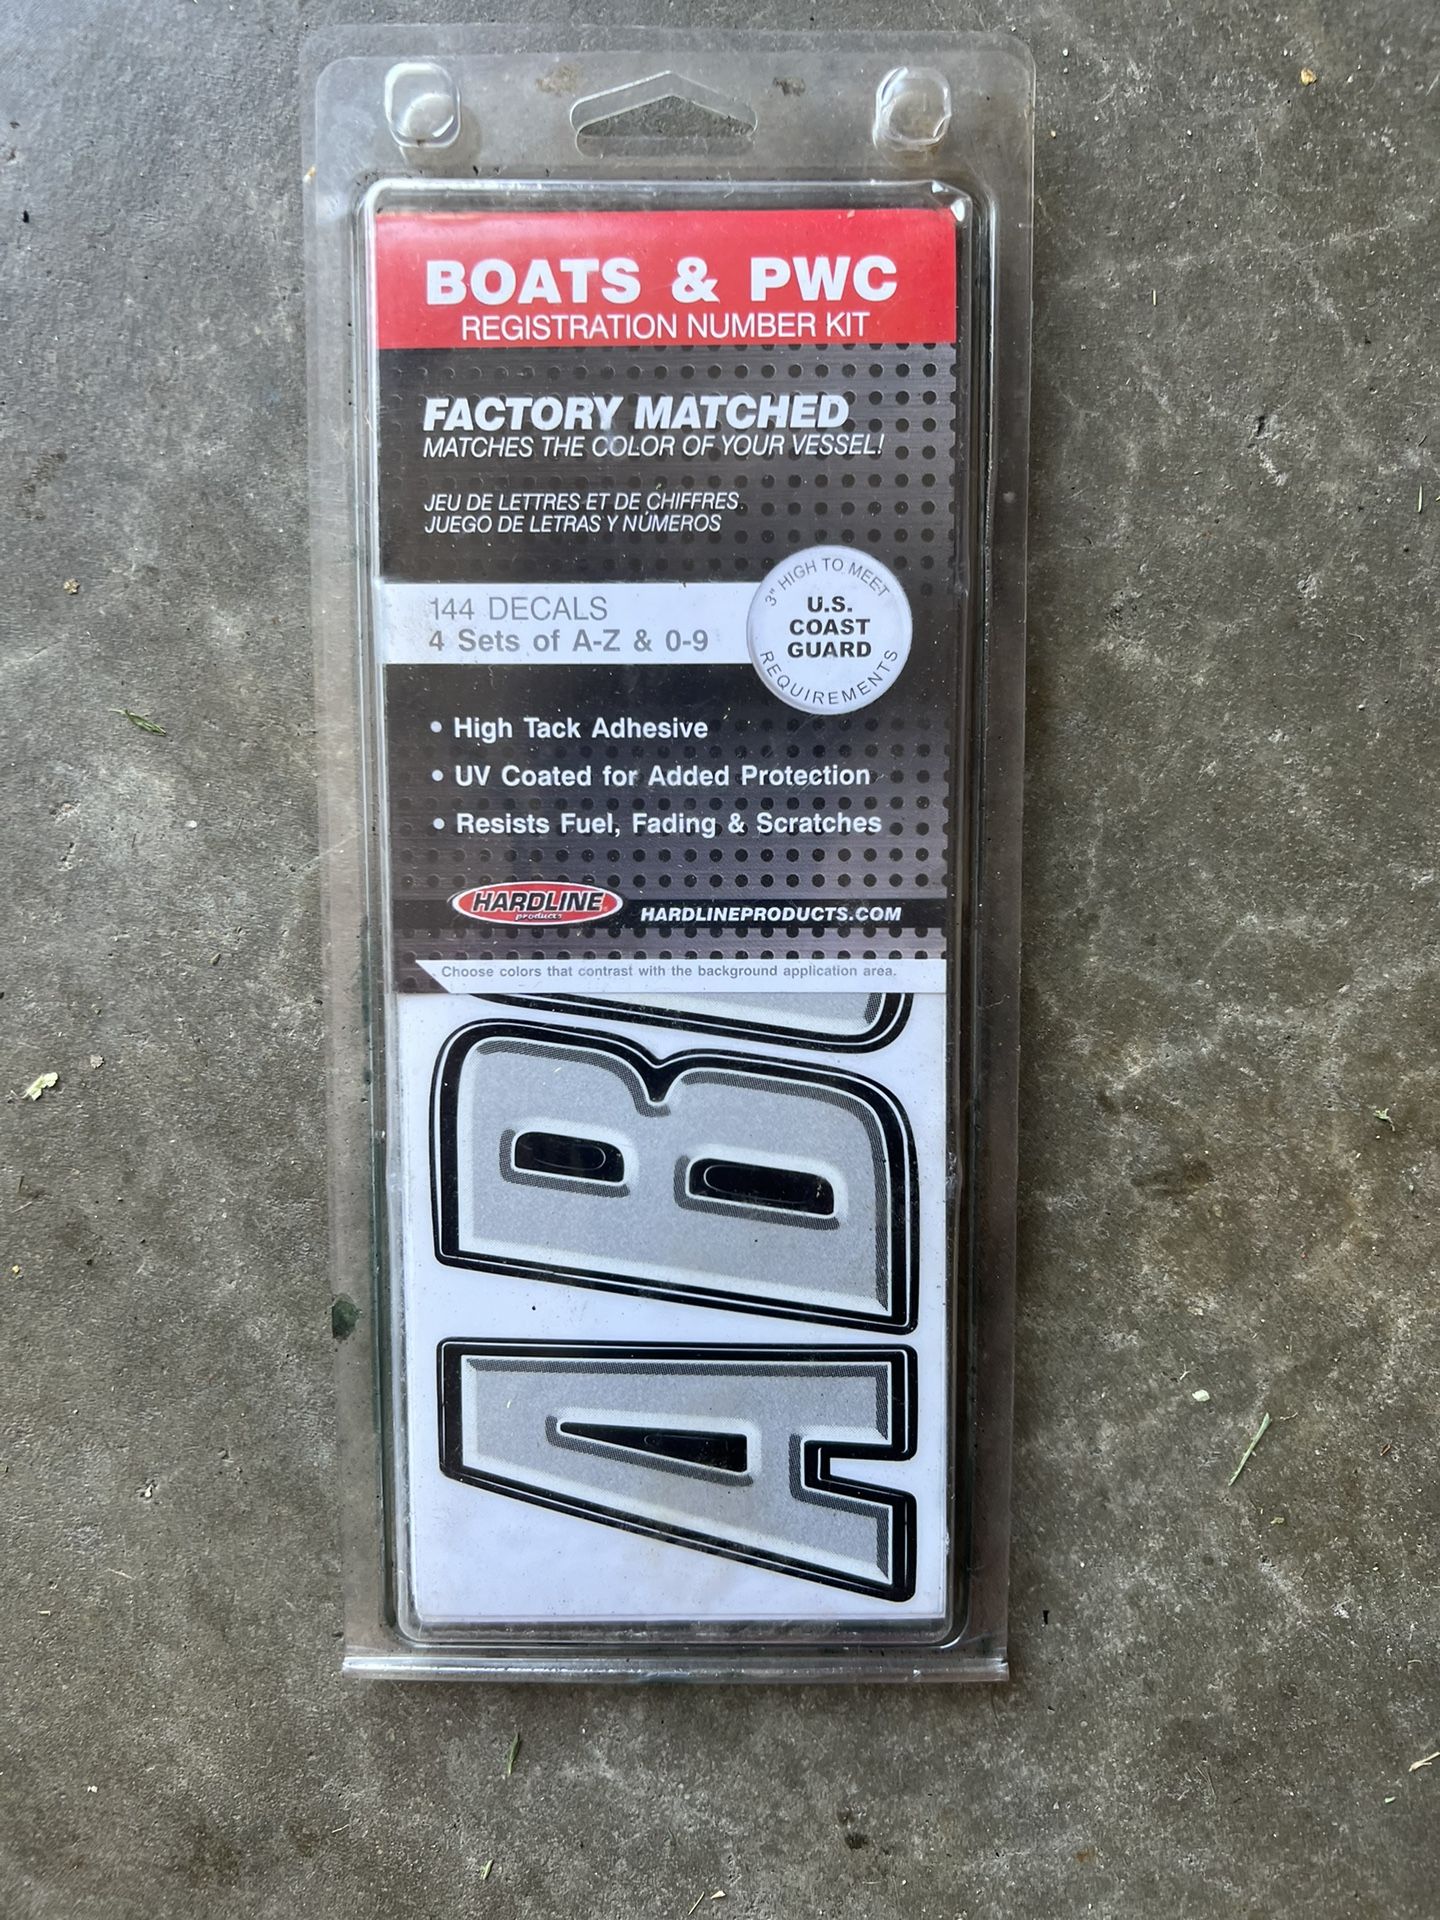 BOATS & PWC
REGISTRATION NUMBER KIT
FACTORY MATCHED
MATCHES THE COLOR OF YOUR VESSEL!
JEU DE LETTRES ET DE CHIFFRES
JUEGO DE LETRAS Y NÚMEROS
144 DECALS
4 Sets of A-Z & 0-9
3" HIGH TO MEET
U.S.
COAST
GUARD
REQUIREMENTS
• High Tack Adhesive
• UV Coated for Added Protection
• Resists Fuel, Fading & Scratches
HARDLINE®
products
HARDLINEPRODUCTS.COM
Choose colors that contrast with the background application area.
A B